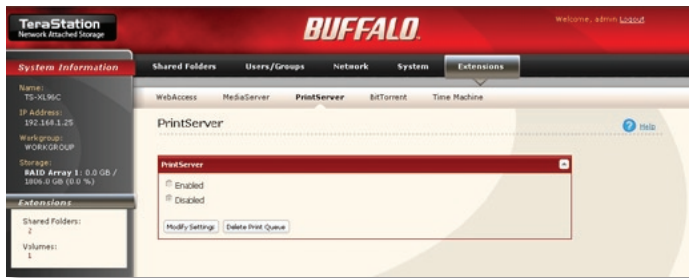 TeraStation
Network Attached Storage
BUFFALO
Welcome, admin Logout
System Information
Shared Folders Users/Groups Network System Extensions
Name:
TS-XL96C
IP Address:
192.168.1.25
Workgroup:
WORKGROUP
Storage:
RAID Array 1: 0.0 GB /
1806.0 GB (0.0 %)
Extensions
Shared Folders:
2
Volumes:
1
WebAccess MediaServer PrintServer BitTorrent Time Machine
PrintServer
Help
PrintServer
Enabled
Disabled
Modify Settings Delete Print Queue